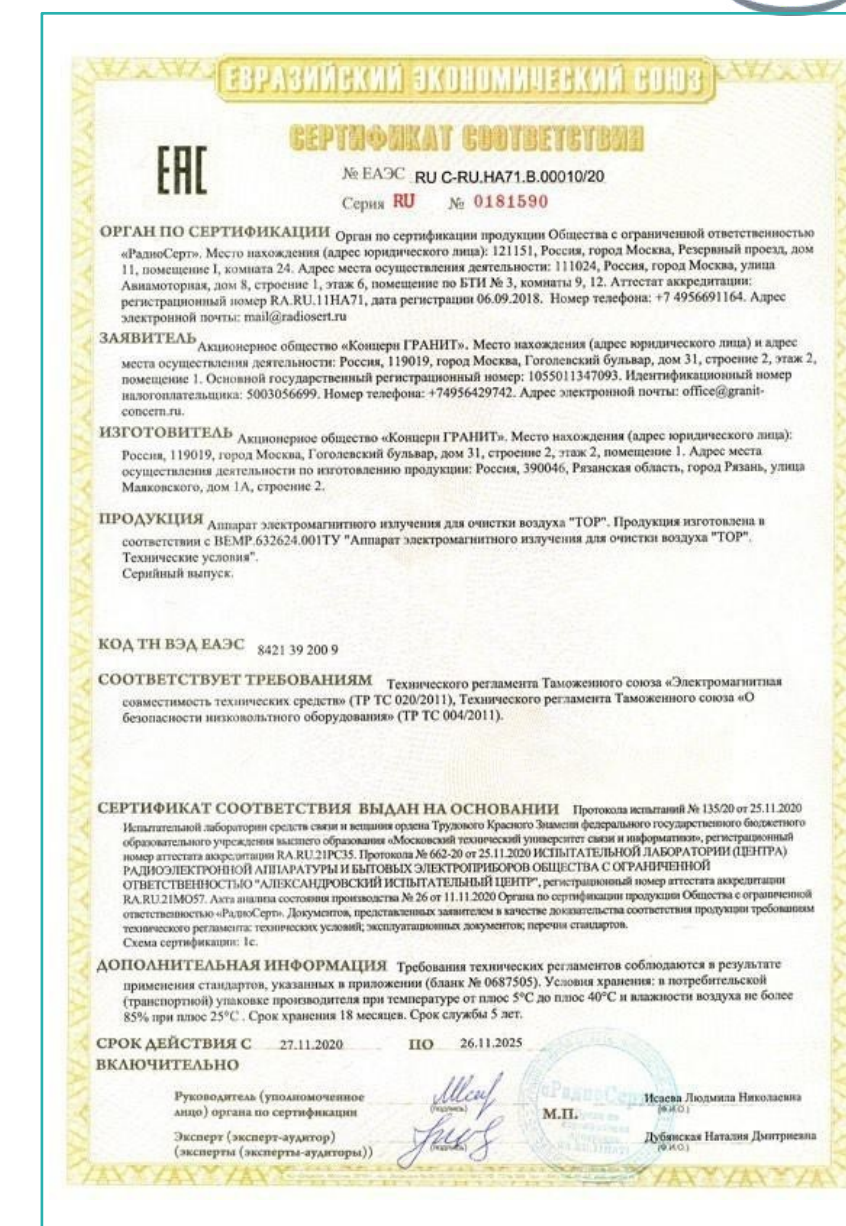 ЕВРАЗИЙСКИЙ ЭКОНОМИЧЕСКИЙ СОЮЗ
СЕРТИФИКАТ СООТВЕТСТВИЯ
EAC
№ ЕАЭС RU C-RU.HA71.B.00010/20
Серия RU № 0181590
ОРГАН ПО СЕРТИФИКАЦИИ Орган по сертификации продукции Общества с ограниченной ответственностью
«РадиоСерт». Место нахождения (адрес юридического лица): 121151, Россия, город Москва, Резервный проезд, дом
11, помещение I, комната 24. Адрес места осуществления деятельности: 111024, Россия, город Москва, улица
Авиамоторная, дом 8, строение 1, этаж 6, помещение по БТИ № 3, комнаты 9, 12. Аттестат аккредитации:
регистрационный номер RA.RU.11НА71, дата регистрации 06.09.2018. Номер телефона: +7 4956691164. Адрес
электронной почты: mail@radiosert.ru
ЗАЯВИТЕЛЬ Акционерное общество «Концерн ГРАНИТ». Место нахождения (адрес юридического лица) и адрес
места осуществления деятельности: Россия, 119019, город Москва, Гоголевский бульвар, дом 31, строение 2, этаж 2,
помещение 1. Основной государственный регистрационный номер: 1055011347093. Идентификационный номер
налогоплательщика: 5003056699. Номер телефона: +74956429742. Адрес электронной почты: office@granit-
concern.ru.
ИЗГОТОВИТЕЛЬ Акционерное общество «Концерн ГРАНИТ». Место нахождения (адрес юридического лица):
Россия, 119019, город Москва, Гоголевский бульвар, дом 31, строение 2, этаж 2, помещение 1. Адрес места
осуществления деятельности по изготовлению продукции: Россия, 390046, Рязанская область, город Рязань, улица
Маяковского, дом 1А, строение 2.
ПРОДУКЦИЯ Аппарат электромагнитного излучения для очистки воздуха "ТОР". Продукция изготовлена в
соответствии с ВЕМР.632624.001ТУ "Аппарат электромагнитного излучения для очистки воздуха "ТОР".
Технические условия".
Серийный выпуск.
КОД ТН ВЭД ЕАЭС 8421 39 200 9
СООТВЕТСТВУЕТ ТРЕБОВАНИЯМ Технического регламента Таможенного союза «Электромагнитная
совместимость технических средств» (ТР ТС 020/2011), Технического регламента Таможенного союза «О
безопасности низковольтного оборудования» (ТР ТС 004/2011).
СЕРТИФИКАТ СООТВЕТСТВИЯ ВЫДАН НА ОСНОВАНИИ Протокола испытаний № 135/20 от 25.11.2020
Испытательной лаборатории средств связи и вещания ордена Трудового Красного Знамени федерального государственного бюджетного
образовательного учреждения высшего образования «Московский технический университет связи и информатики», регистрационный
номер аттестата аккредитации RA.RU.21РС35. Протокола № 662-20 от 25.11.2020 ИСПЫТАТЕЛЬНОЙ ЛАБОРАТОРИИ (ЦЕНТРА)
РАДИОЭЛЕКТРОННОЙ АППАРАТУРЫ И БЫТОВЫХ ЭЛЕКТРОПРИБОРОВ ОБЩЕСТВА С ОГРАНИЧЕННОЙ
ОТВЕТСТВЕННОСТЬЮ "АЛЕКСАНДРОВСКИЙ ИСПЫТАТЕЛЬНЫЙ ЦЕНТР", регистрационный номер аттестата аккредитации
RA.RU.21МО57. Акта анализа состояния производства № 26 от 11.11.2020 Органа по сертификации продукции Общества с ограниченной
ответственностью «РадиоСерт». Документов, представленных заявителем в качестве доказательства соответствия продукции требованиям
технического регламента: технических условий; эксплуатационных документов; перечня стандартов.
Схема сертификации: 1с.
ДОПОЛНИТЕЛЬНАЯ ИНФОРМАЦИЯ Требования технических регламентов соблюдаются в результате
применения стандартов, указанных в приложении (бланк № 0687505). Условия хранения: в потребительской
(транспортной) упаковке производителя при температуре от плюс 5°С до плюс 40°С и влажности воздуха не более
85% при плюс 25°С . Срок хранения 18 месяцев. Срок службы 5 лет.
СРОК ДЕЙСТВИЯ С 27.11.2020 ПО 26.11.2025
ВКЛЮЧИТЕЛЬНО
Руководитель (уполномоченное
лицо) органа по сертификации
(подпись)
М.П.
Исаева Людмила Николаевна
(Ф.И.О.)
Эксперт (эксперт-аудитор)
(эксперты (эксперты-аудиторы))
(подпись)
Дубянская Наталия Дмитриевна
(Ф.И.О.)
«РадиоСерт»